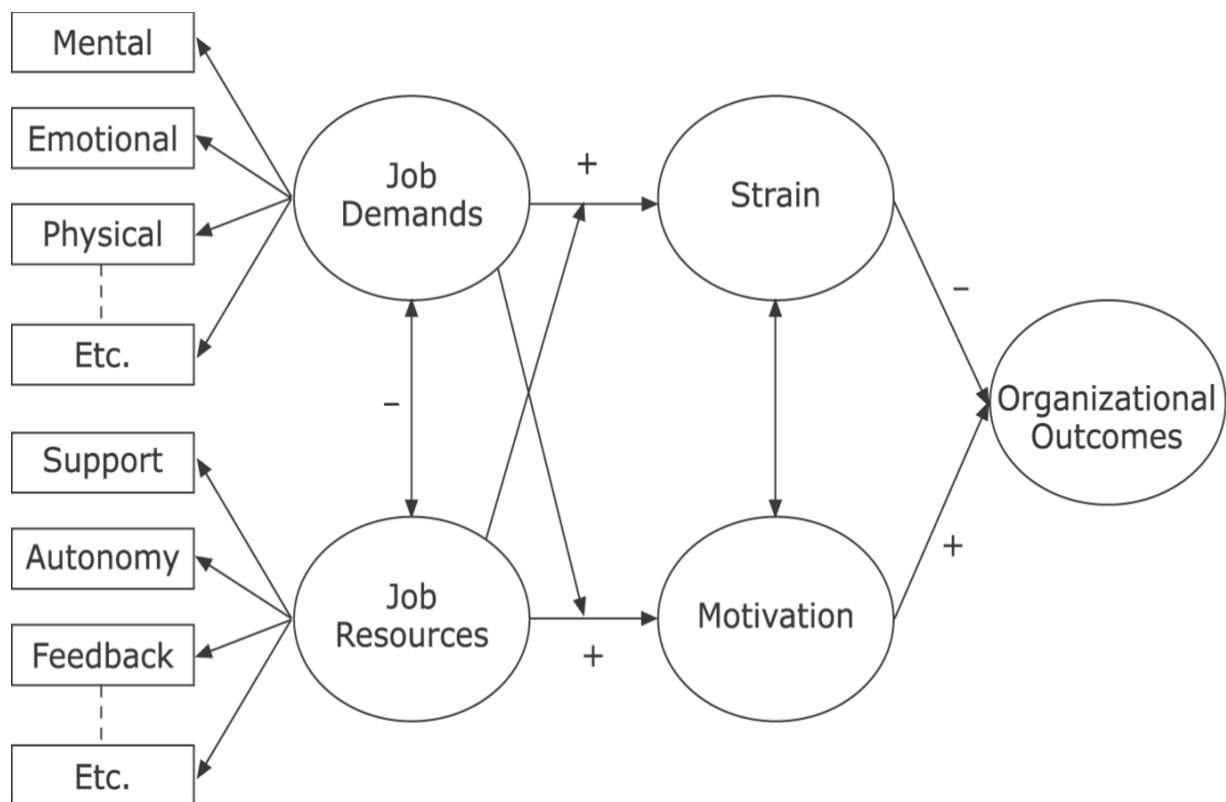 Mental
Emotional
Physical
Etc.
Support
Autonomy
Feedback
Etc.
Job
Demands
Job
Resources
+
–
+
Strain
Motivation
–
+
Organizational
Outcomes